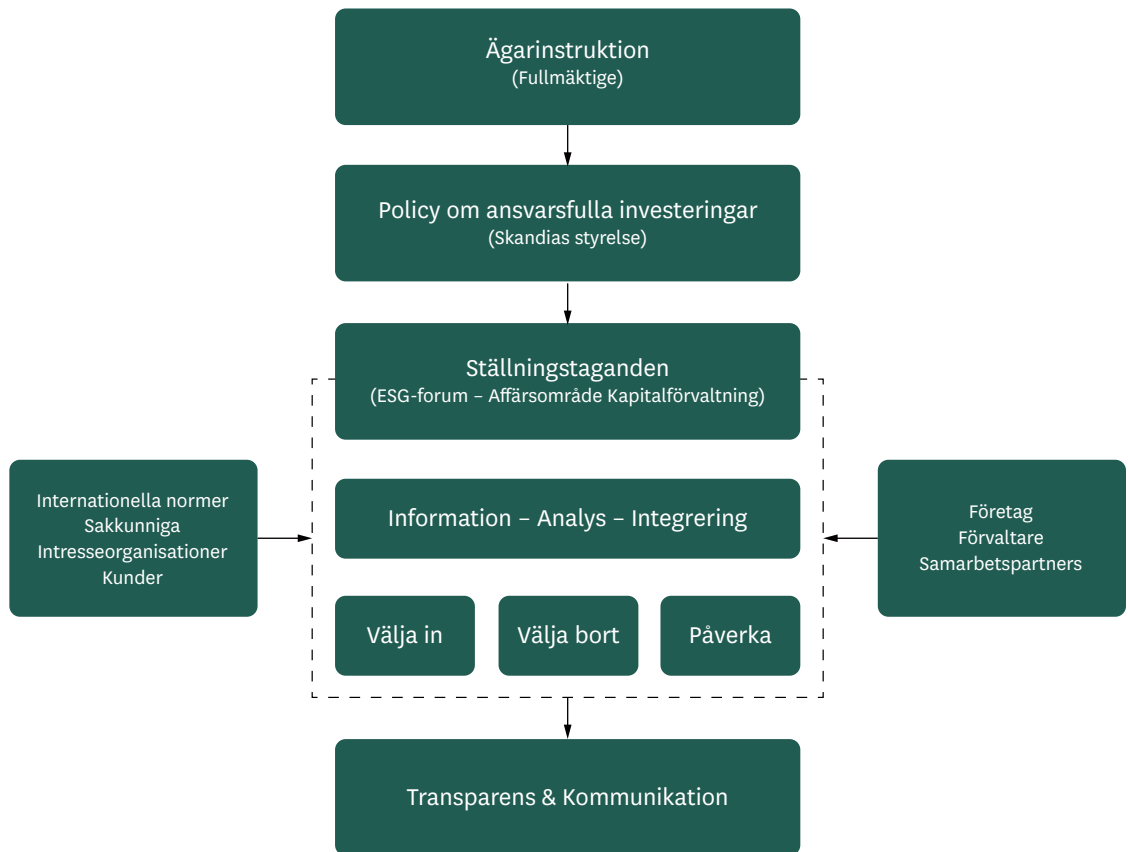 Ägarinstruktion
(Fullmäktige)
Policy om ansvarsfulla investeringar
(Skandias styrelse)
Ställningstaganden
(ESG-forum – Affärsområde Kapitalförvaltning)
Internationella normer
Sakkunniga
Intresseorganisationer
Kunder
Information – Analys – Integrering
Företag
Förvaltare
Samarbetspartners
Välja in
Välja bort
Påverka
Transparens & Kommunikation